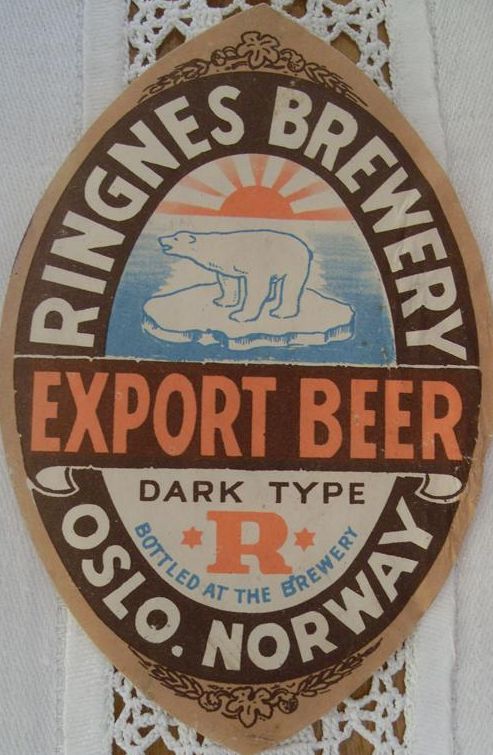 RINGNES BREWERY
EXPORT BEER
DARK TYPE
R
BOTTLED AT THE BREWERY
OSLO. NORWAY